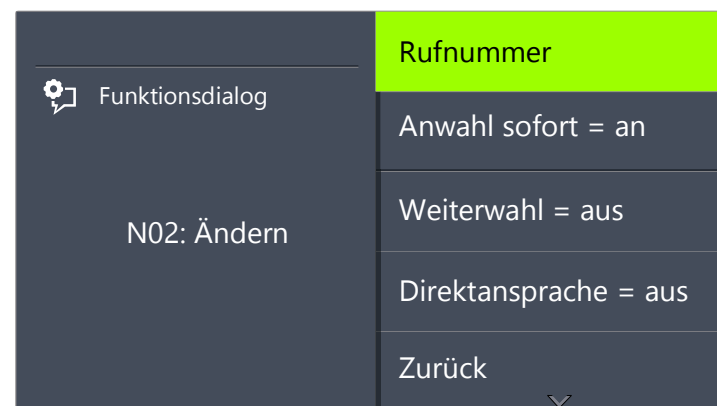 Funktionsdialog
N02: Ändern
Rufnummer
Anwahl sofort = an
Weiterwahl = aus
Direktansprache = aus
Zurück